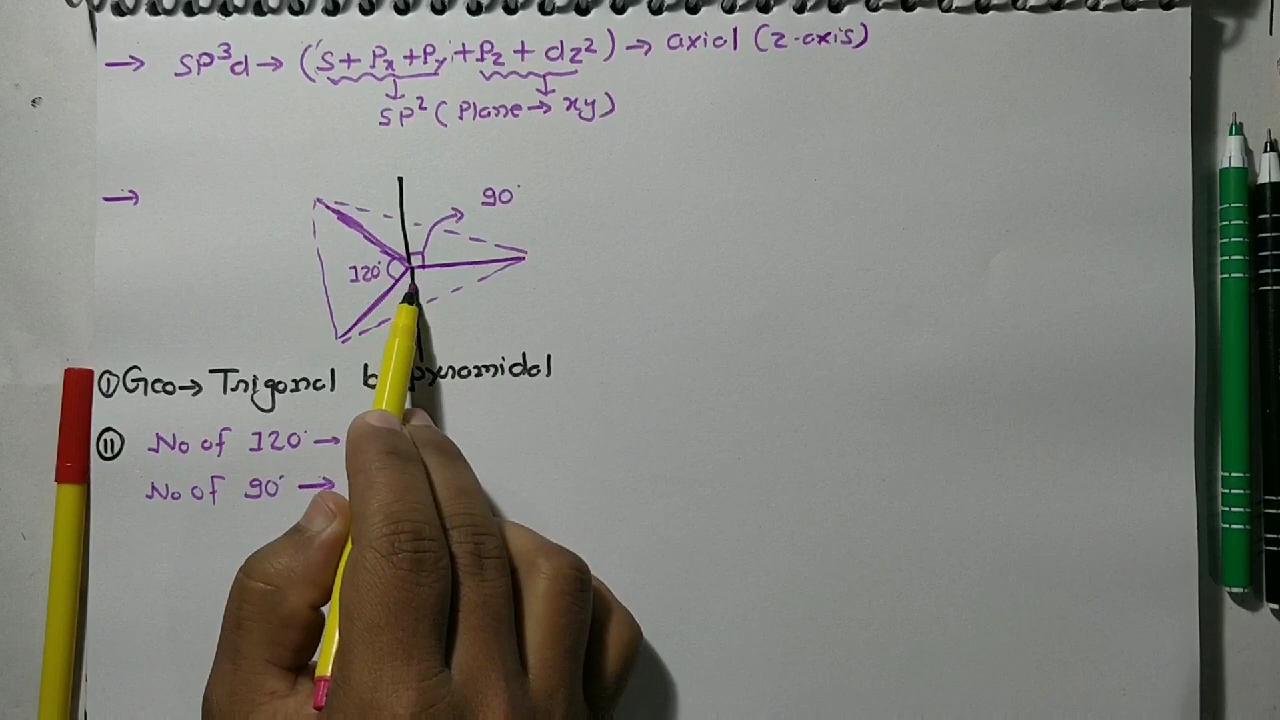 → SP³d → (S + Px + Py + Pz + dz²) → axial (z-axis)
SP² (Plane → xy)
→
90°
120°
① Geo → Trigonal pyramidal
② No of 120° →
No of 90° →